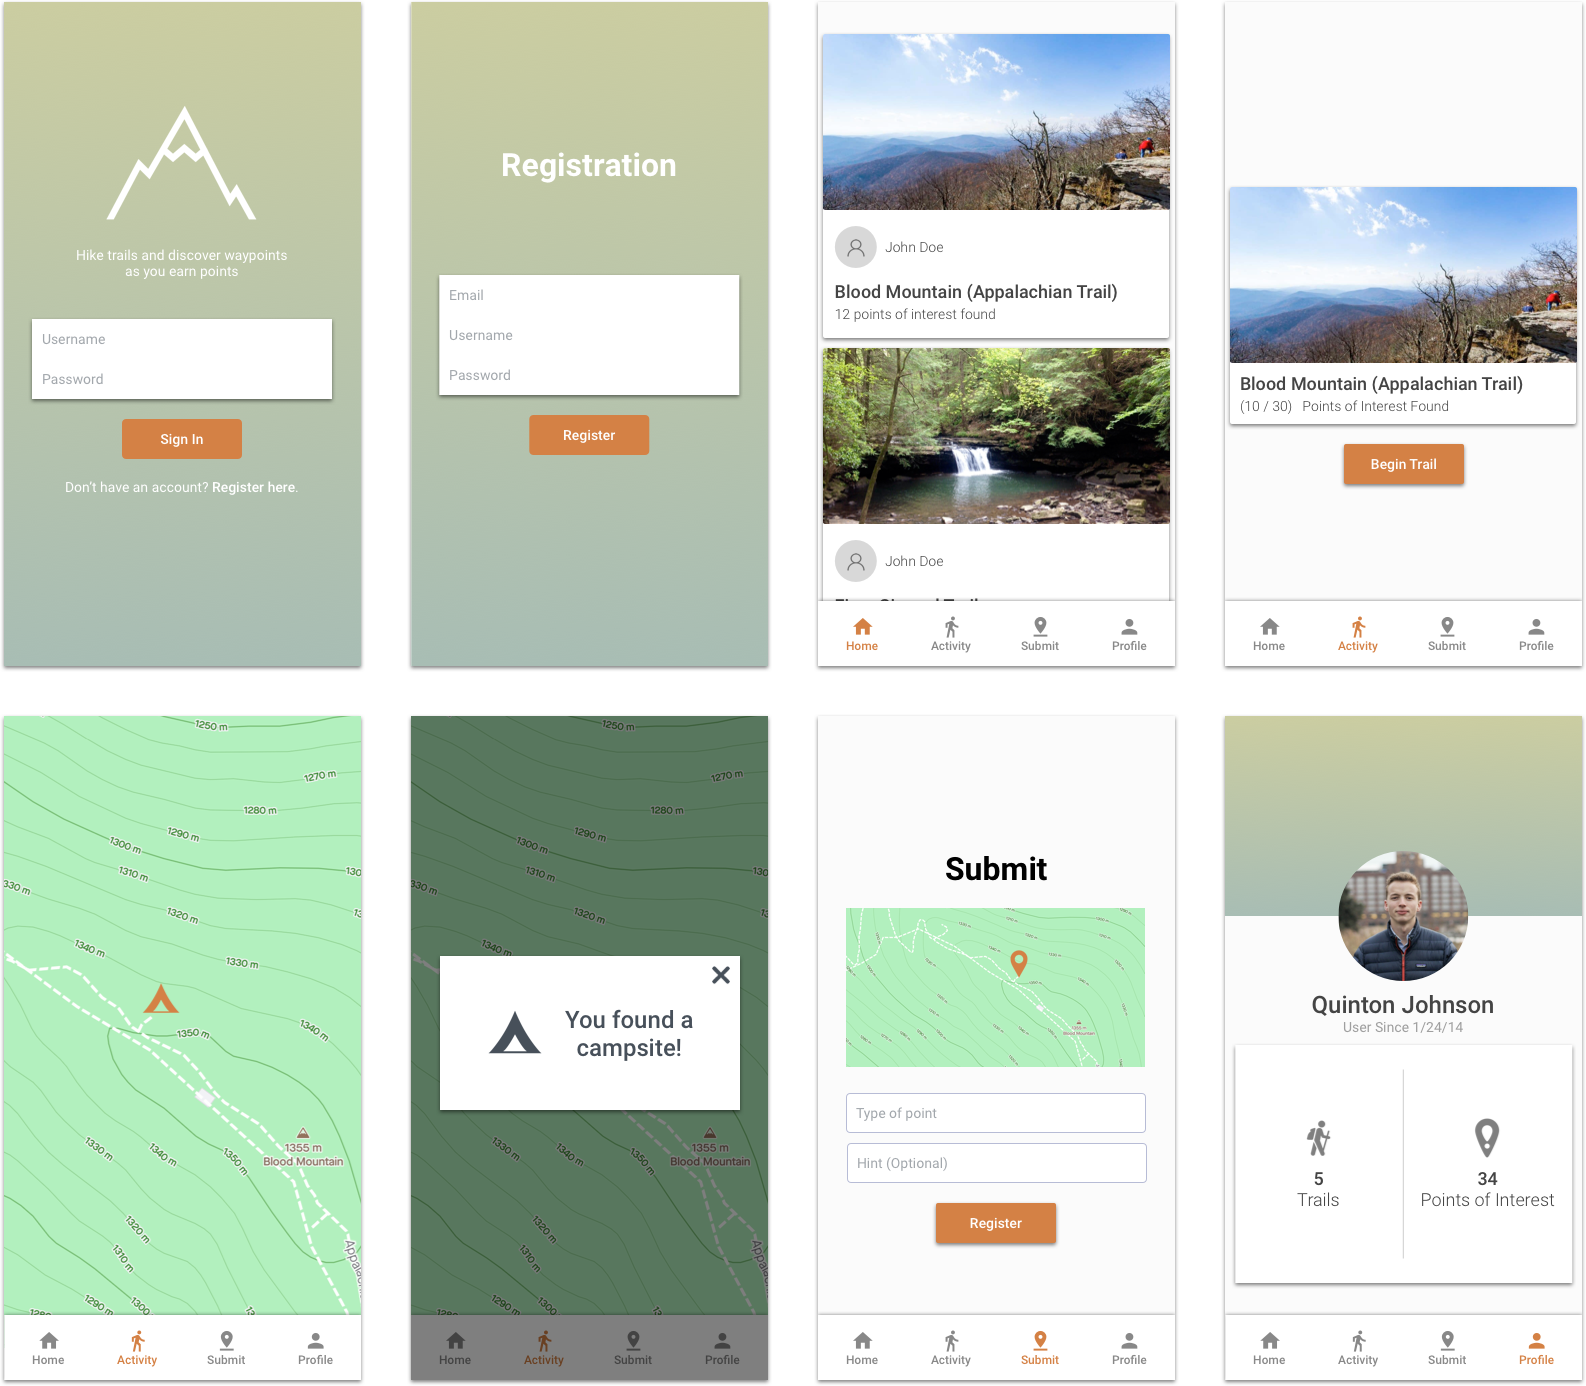 Hike trails and discover waypoints
as you earn points
Username
Password
Sign In
Don't have an account? Register here.
Registration
Email
Username
Password
Register
John Doe
Blood Mountain (Appalachian Trail)
12 points of interest found
John Doe
Home
Activity
Submit
Profile
Blood Mountain (Appalachian Trail)
(10 / 30) Points of Interest Found
Begin Trail
Home
Activity
Submit
Profile
1250 m
1270 m
1280 m
1290 m
1300 m
1310 m
1320 m
1340 m
1330 m
1350 m
1340 m
1355 m
Blood Mountain
1330 m
1340 m
1350 m
1320 m
1310 m
1290 m
1300
Home
Activity
Submit
Profile
1250 m
1270 m
1280 m
1290 m
1300 m
1310 m
1320 m
You found a
campsite!
1355 m
Blood Mountain
1330 m
1340 m
1350 m
1320 m
1310 m
1290 m
1300
Home
Activity
Submit
Profile
Submit
1355 m
Blood Mountain
Type of point
Hint (Optional)
Register
Home
Activity
Submit
Profile
Quinton Johnson
User Since 1/24/14
5
Trails
34
Points of Interest
Home
Activity
Submit
Profile